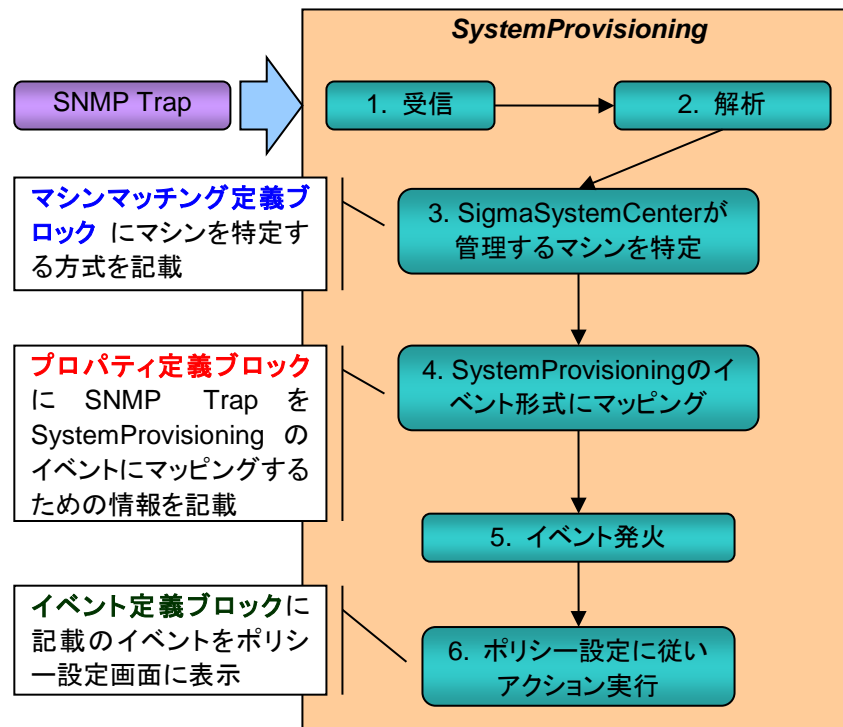 SystemProvisioning
SNMP Trap
1. 受信
2. 解析
マシンマッチング定義ブ
ロック にマシンを特定す
る方式を記載
3. SigmaSystemCenterが
管理するマシンを特定
プロパティ定義ブロック
に SNMP Trap を
SystemProvisioning の
イベントにマッピングする
ための情報を記載
4. SystemProvisioningのイ
ベント形式にマッピング
5. イベント発火
イベント定義ブロックに
記載のイベントをポリシ
ー設定画面に表示
6. ポリシー設定に従い
アクション実行